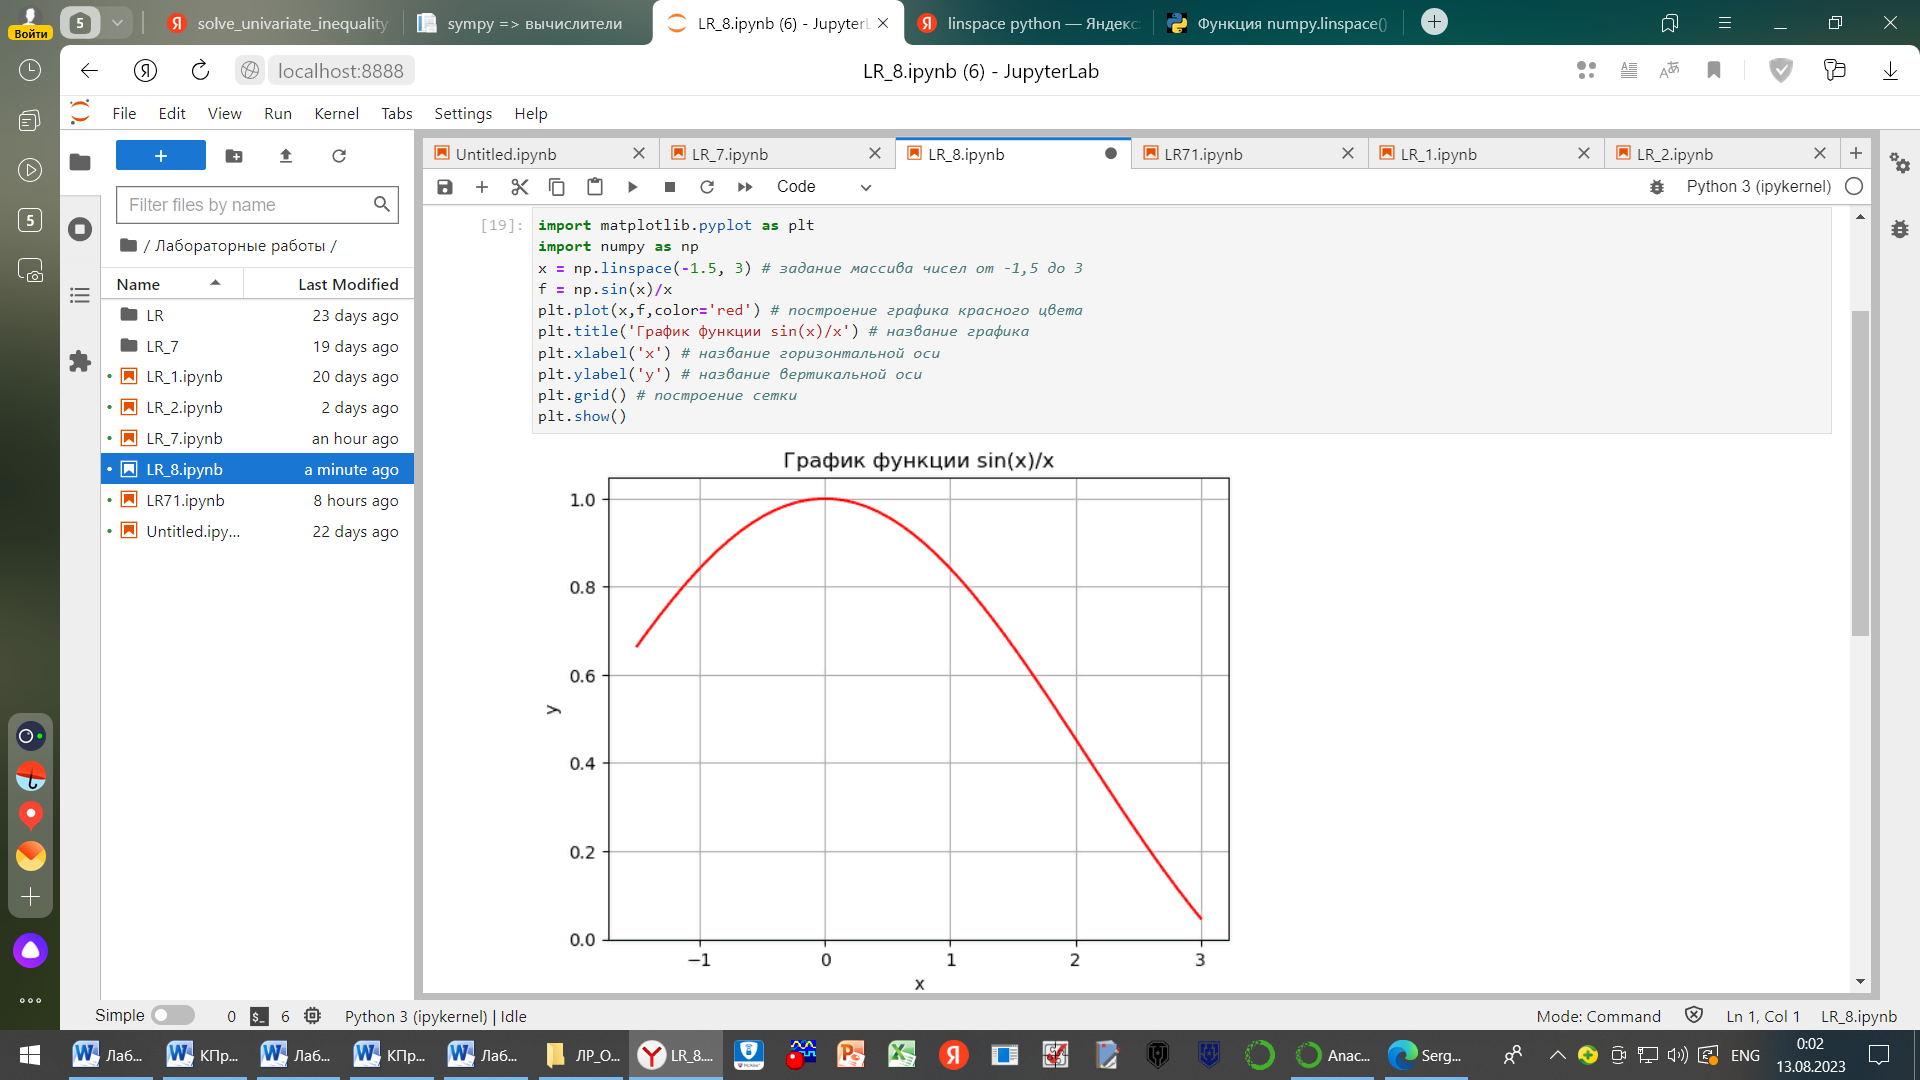 Войти
5
solve_univariate_inequality
sympy => вычислители
LR_8.ipynb (6) - JupyterL
linspace python — Яндекс
Функция numpy.linspace()
localhost:8888
LR_8.ipynb (6) - JupyterLab
File Edit View Run Kernel Tabs Settings Help
Untitled.ipynb
LR_7.ipynb
LR_8.ipynb
LR71.ipynb
LR_1.ipynb
LR_2.ipynb
Code
Python 3 (ipykernel)
Filter files by name
/ Лабораторные работы /
Name Last Modified
LR 23 days ago
LR_7 19 days ago
LR_1.ipynb 20 days ago
LR_2.ipynb 2 days ago
LR_7.ipynb an hour ago
LR_8.ipynb a minute ago
LR71.ipynb 8 hours ago
Untitled.ipy... 22 days ago
5
[19]:
import matplotlib.pyplot as plt
import numpy as np
x = np.linspace(-1.5, 3) # задание массива чисел от -1,5 до 3
f = np.sin(x)/x
plt.plot(x,f,color='red') # построение графика красного цвета
plt.title('График функции sin(x)/x') # название графика
plt.xlabel('x') # название горизонтальной оси
plt.ylabel('y') # название вертикальной оси
plt.grid() # построение сетки
plt.show()
График функции sin(x)/x
1.0
0.8
0.6
y
0.4
0.2
0.0
−1 0 1 2 3
x
Simple 0 $_ 6 Python 3 (ipykernel) | Idle
Mode: Command Ln 1, Col 1 LR_8.ipynb
Лаб...
КПр...
Лаб...
КПр...
Лаб...
ЛР_О...
LR_8....
Anac...
Serg...
ENG
0:02
13.08.2023